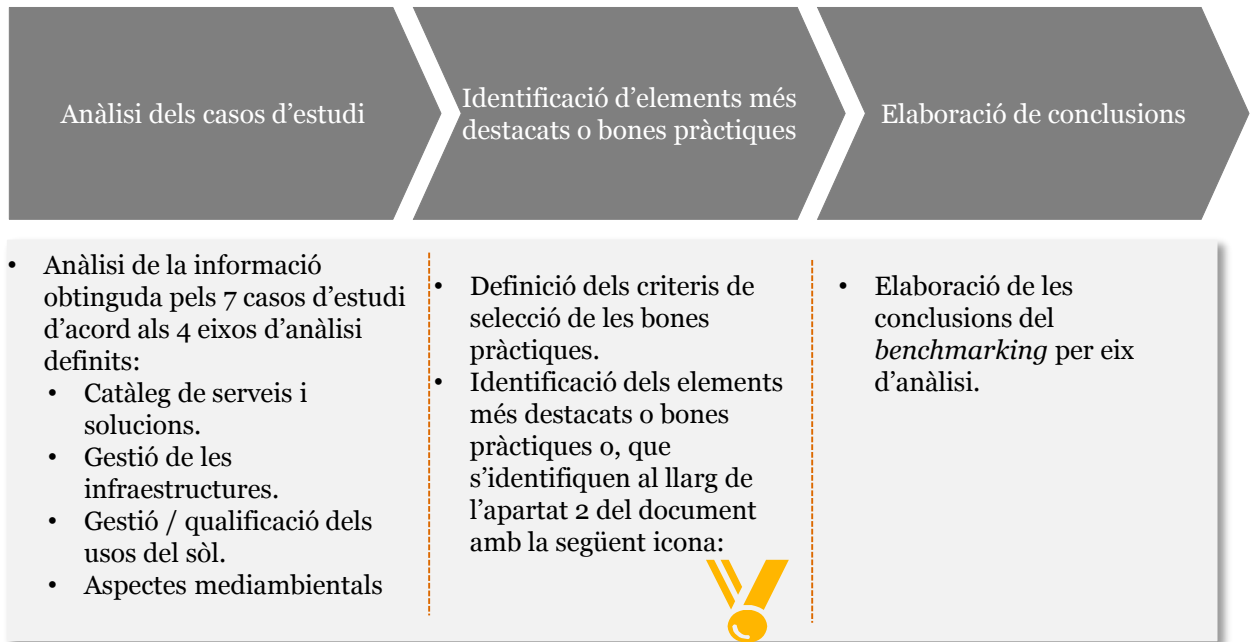 Anàlisi dels casos d’estudi
Identificació d’elements més
destacats o bones pràctiques
Elaboració de conclusions
• Anàlisi de la informació
obtinguda pels 7 casos d’estudi
d’acord als 4 eixos d’anàlisi
definits:
• Catàleg de serveis i
solucions.
• Gestió de les
infraestructures.
• Gestió / qualificació dels
usos del sòl.
• Aspectes mediambientals
• Definició dels criteris de
selecció de les bones
pràctiques.
• Identificació dels elements
més destacats o bones
pràctiques o, que
s’identifiquen al llarg de
l’apartat 2 del document
amb la següent icona:
• Elaboració de les
conclusions del
benchmarking per eix
d’anàlisi.